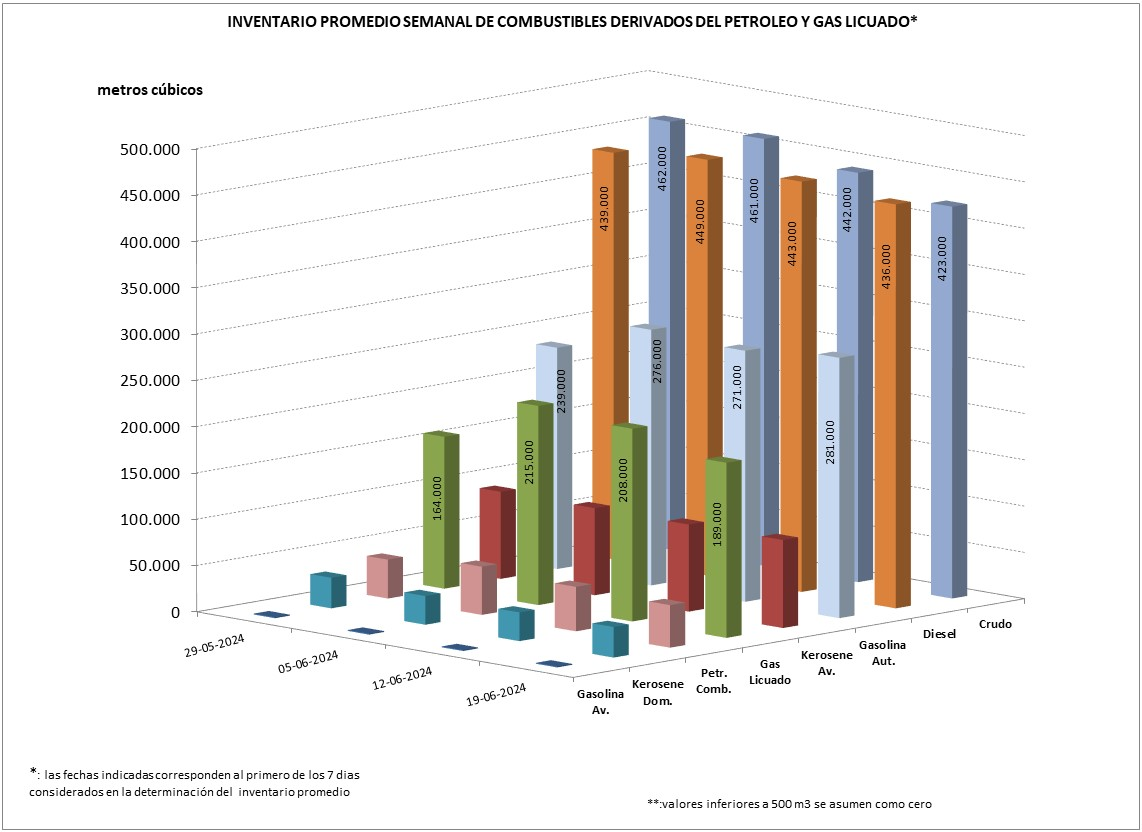 INVENTARIO PROMEDIO SEMANAL DE COMBUSTIBLES DERIVADOS DEL PETROLEO Y GAS LICUADO*
metros cúbicos
500.000
450.000
400.000
350.000
300.000
250.000
200.000
150.000
100.000
50.000
0
439.000
462.000
449.000
461.000
443.000
442.000
436.000
423.000
239.000
276.000
271.000
281.000
164.000
215.000
208.000
189.000
29-05-2024
05-06-2024
12-06-2024
19-06-2024
Gasolina
Av.
Kerosene
Dom.
Petr.
Comb.
Gas
Licuado
Kerosene
Av.
Gasolina
Aut.
Diesel
Crudo
*: las fechas indicadas corresponden al primero de los 7 dias
considerados en la determinación del inventario promedio
**:valores inferiores a 500 m3 se asumen como cero